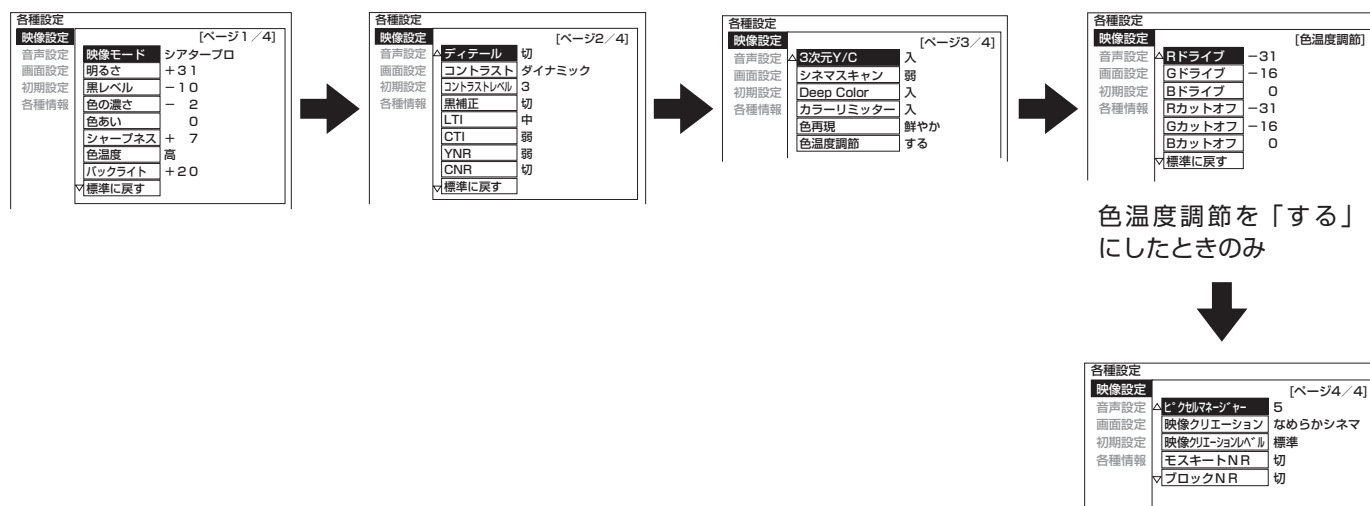 各種設定
映像設定 [ページ1／4]
音声設定 映像モード シアタープロ
画面設定 明るさ ＋31
初期設定 黒レベル －10
各種情報 色の濃さ － 2
色あい 0
シャープネス ＋ 7
色温度 高
バックライト ＋20
▽標準に戻す
各種設定
映像設定 [ページ2／4]
音声設定 △ディテール 切
画面設定 コントラスト ダイナミック
初期設定 コントラストレベル 3
各種情報 黒補正 切
LTI 中
CTI 弱
YNR 弱
CNR 切
▽標準に戻す
各種設定
映像設定 [ページ3／4]
音声設定 △3次元Y/C 入
画面設定 シネマスキャン 弱
初期設定 Deep Color 入
各種情報 カラーリミッター 入
色再現 鮮やか
色温度調節 する
各種設定
映像設定 [色温度調節]
音声設定 △Rドライブ －31
画面設定 Gドライブ －16
初期設定 Bドライブ 0
各種情報 Rカットオフ －31
Gカットオフ －16
Bカットオフ 0
▽標準に戻す
色温度調節を「する」
にしたときのみ
各種設定
映像設定 [ページ4／4]
音声設定 △ﾋﾟｸｾﾙﾏﾈｰｼﾞｬｰ 5
画面設定 映像クリエーション なめらかシネマ
初期設定 映像ｸﾘｴｰｼｮﾝﾚﾍﾞﾙ 標準
各種情報 モスキートNR 切
▽ブロックNR 切